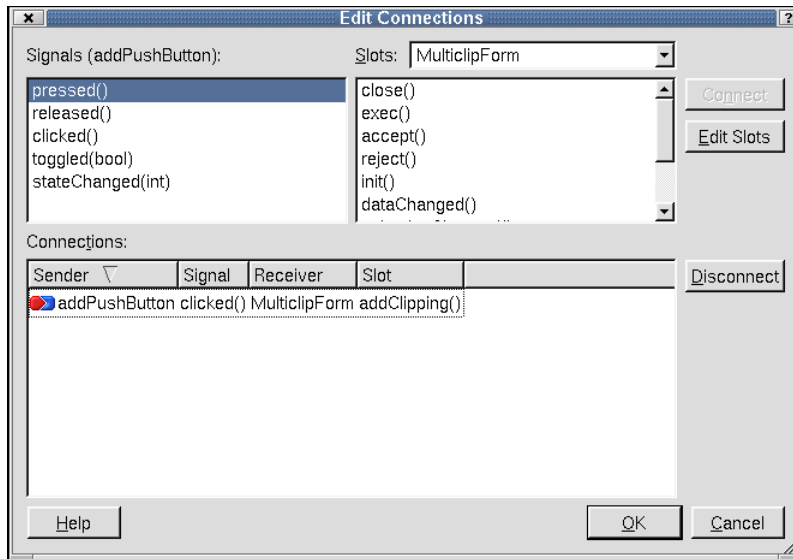 Edit Connections
?
Signals (addPushButton):
Slots: MulticlipForm
pressed()
released()
clicked()
toggled(bool)
stateChanged(int)
close()
exec()
accept()
reject()
init()
dataChanged()
Connect
Edit Slots
Connections:
Sender Signal Receiver Slot
addPushButton clicked() MulticlipForm addClipping()
Disconnect
Help
OK
Cancel